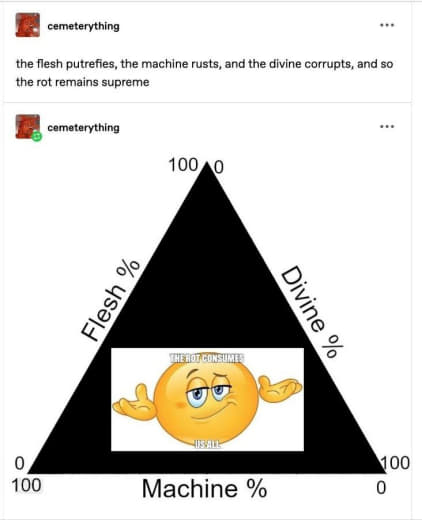 cemeterything
the flesh putrefies, the machine rusts, and the divine corrupts, and so
the rot remains supreme
cemeterything
100 0
Flesh %
Divine %
THE ROT CONSUMES
US ALL
0 100
100 Machine % 0